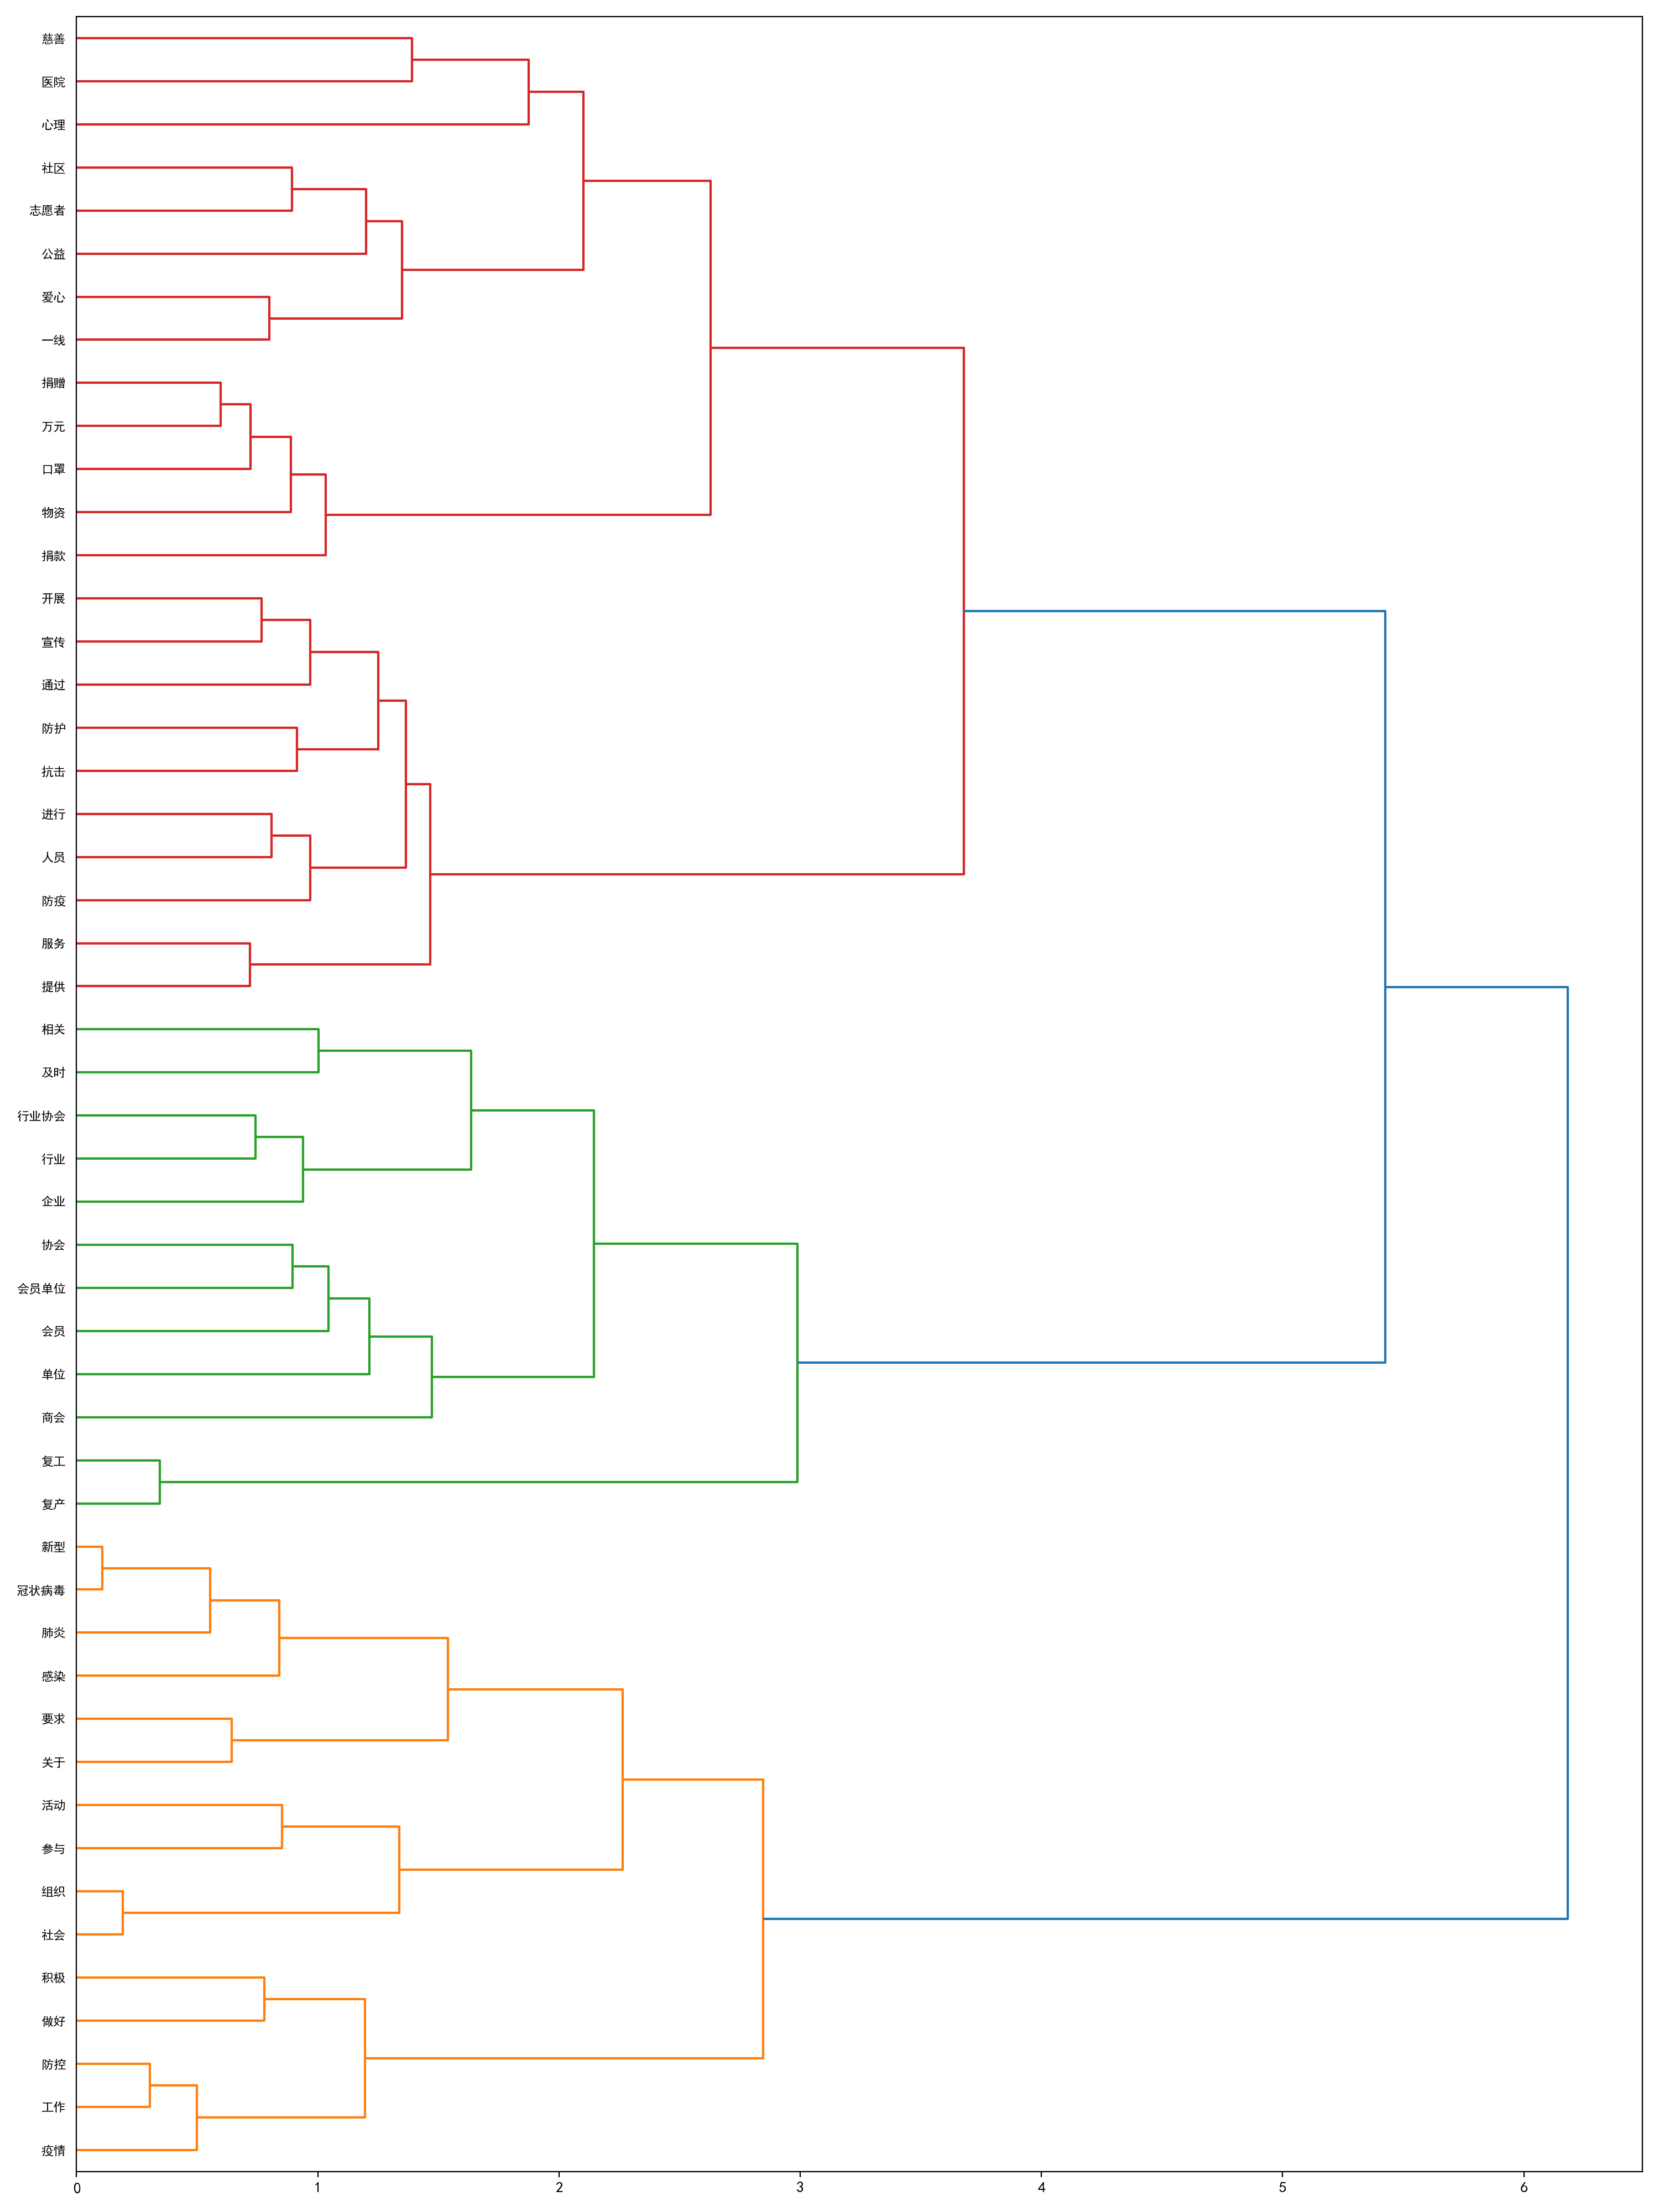 慈善
医院
心理
社区
志愿者
公益
爱心
一线
捐赠
万元
口罩
物资
捐款
开展
宣传
通过
防护
抗击
进行
人员
防疫
服务
提供
相关
及时
行业协会
行业
企业
协会
会员单位
会员
单位
商会
复工
复产
新型
冠状病毒
肺炎
感染
要求
关于
活动
参与
组织
社会
积极
做好
防控
工作
疫情
0 1 2 3 4 5 6